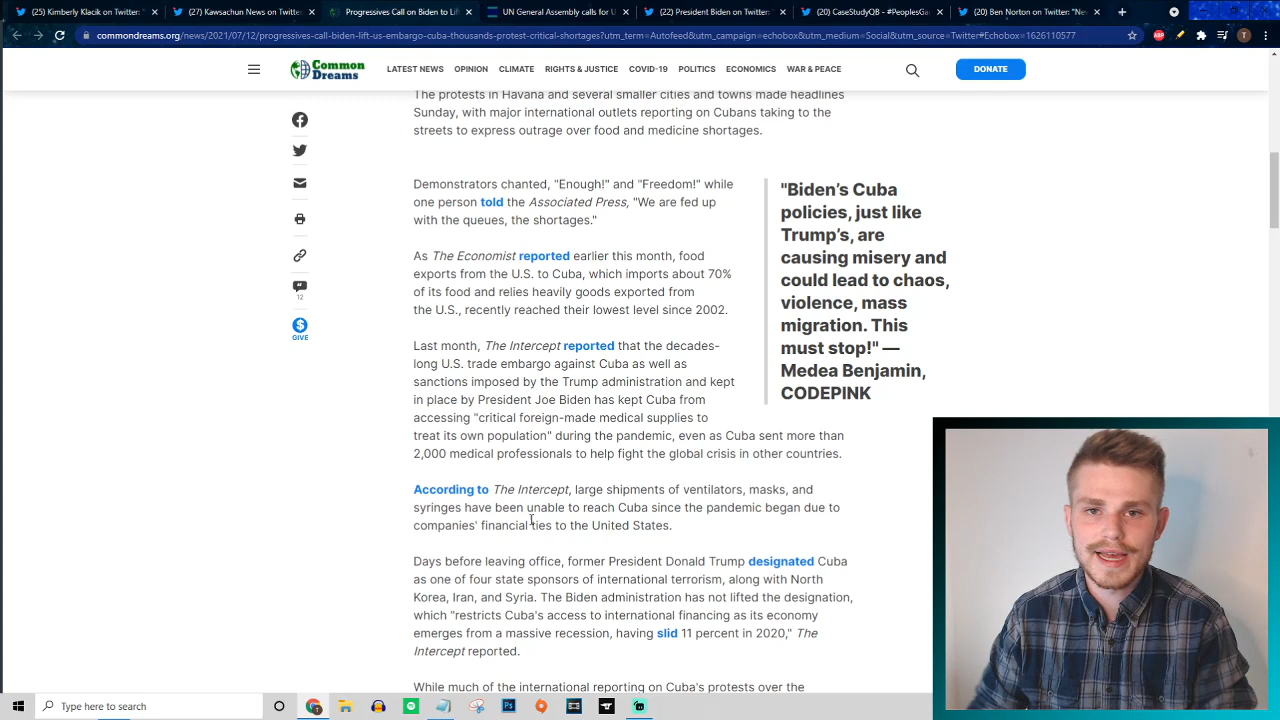 (25) Kimberly Klacik on Twitter: "
(27) Kawsachun News on Twitter
Progressives Call on Biden to Lif
UN General Assembly calls for U
(22) President Biden on Twitter:
(20) CaseStudyQB - #PeoplesGa
(20) Ben Norton on Twitter: "Ne
commondreams.org/news/2021/07/12/progressives-call-biden-lift-us-embargo-cuba-thousands-protest-critical-shortages?utm_term=Autofeed&utm_campaign=echobox&utm_medium=Social&utm_source=Twitter#Echobox=1626110577
ABP
T
Common
Dreams
LATEST NEWS
OPINION
CLIMATE
RIGHTS & JUSTICE
COVID-19
POLITICS
ECONOMICS
WAR & PEACE
DONATE
The protests in Havana and several smaller cities and towns made headlines
Sunday, with major international outlets reporting on Cubans taking to the
streets to express outrage over food and medicine shortages.
Demonstrators chanted, "Enough!" and "Freedom!" while
one person told the Associated Press, "We are fed up
with the queues, the shortages."
As The Economist reported earlier this month, food
exports from the U.S. to Cuba, which imports about 70%
of its food and relies heavily goods exported from
the U.S., recently reached their lowest level since 2002.
Last month, The Intercept reported that the decades-
long U.S. trade embargo against Cuba as well as
sanctions imposed by the Trump administration and kept
in place by President Joe Biden has kept Cuba from
accessing "critical foreign-made medical supplies to
treat its own population" during the pandemic, even as Cuba sent more than
2,000 medical professionals to help fight the global crisis in other countries.
"Biden's Cuba
policies, just like
Trump's, are
causing misery and
could lead to chaos,
violence, mass
migration. This
must stop!" —
Medea Benjamin,
CODEPINK
According to The Intercept, large shipments of ventilators, masks, and
syringes have been unable to reach Cuba since the pandemic began due to
companies' financial ties to the United States.
Days before leaving office, former President Donald Trump designated Cuba
as one of four state sponsors of international terrorism, along with North
Korea, Iran, and Syria. The Biden administration has not lifted the designation,
which "restricts Cuba's access to international financing as its economy
emerges from a massive recession, having slid 11 percent in 2020," The
Intercept reported.
While much of the international reporting on Cuba's protests over the
12
GIVE
Type here to search